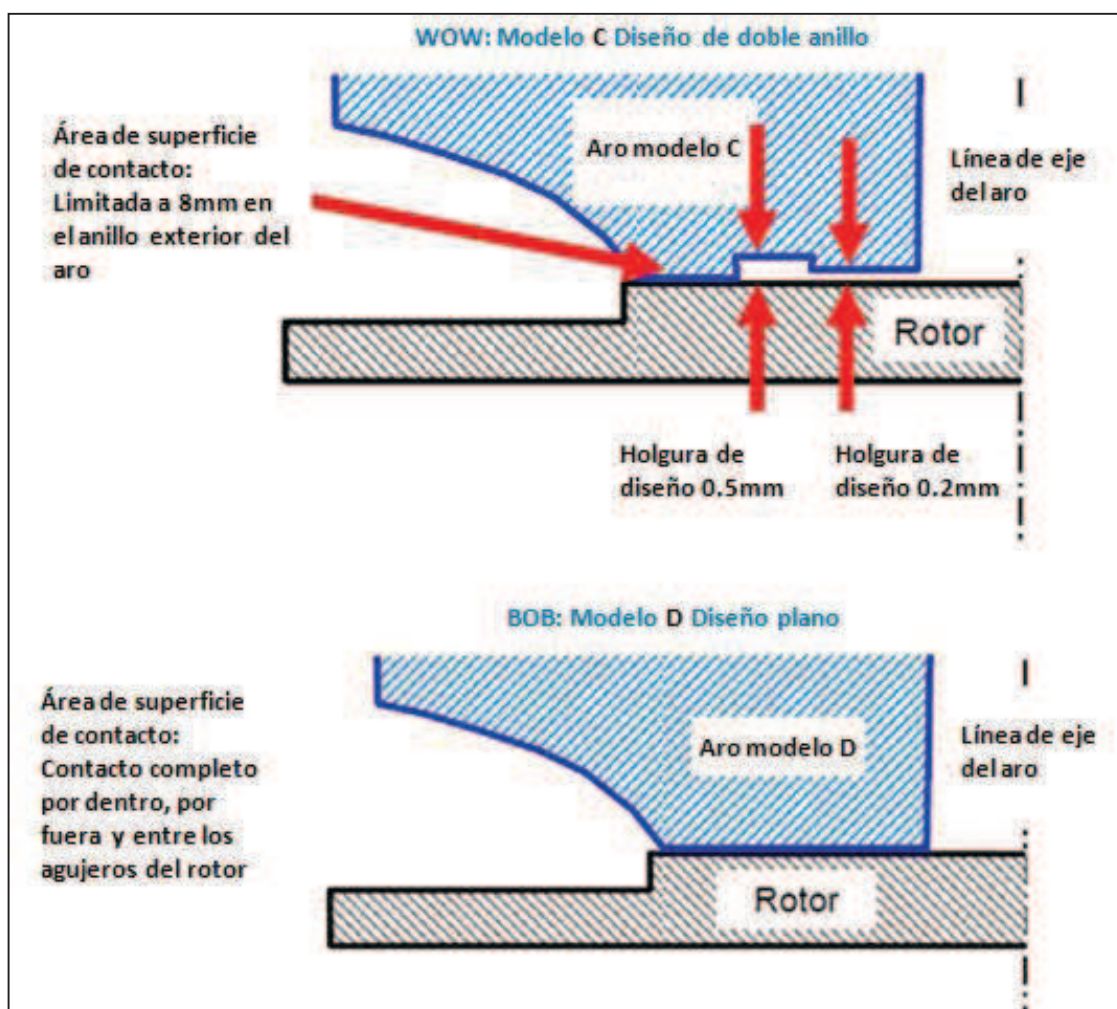 WOW: Modelo C Diseño de doble anillo
Área de superficie
de contacto:
Limitada a 8mm en
el anillo exterior del
aro
Aro modelo C
Línea de eje
del aro
Rotor
Holgura de
diseño 0.5mm
Holgura de
diseño 0.2mm
BOB: Modelo D Diseño plano
Área de superficie
de contacto:
Contacto completo
por dentro, por
fuera y entre los
agujeros del rotor
Aro modelo D
Línea de eje
del aro
Rotor